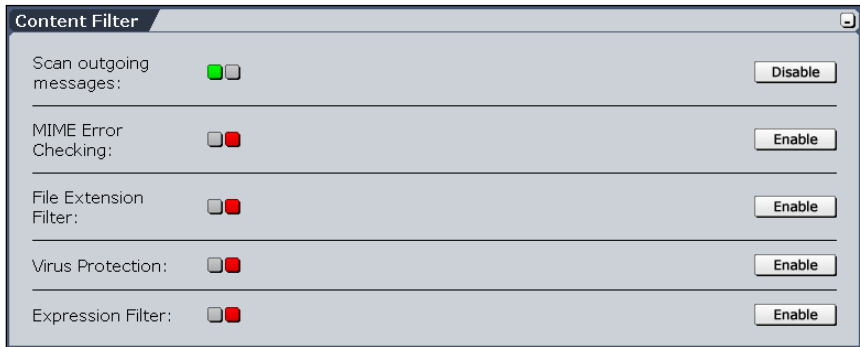 Content Filter
Scan outgoing
messages:
Disable
MIME Error
Checking:
Enable
File Extension
Filter:
Enable
Virus Protection:
Enable
Expression Filter:
Enable